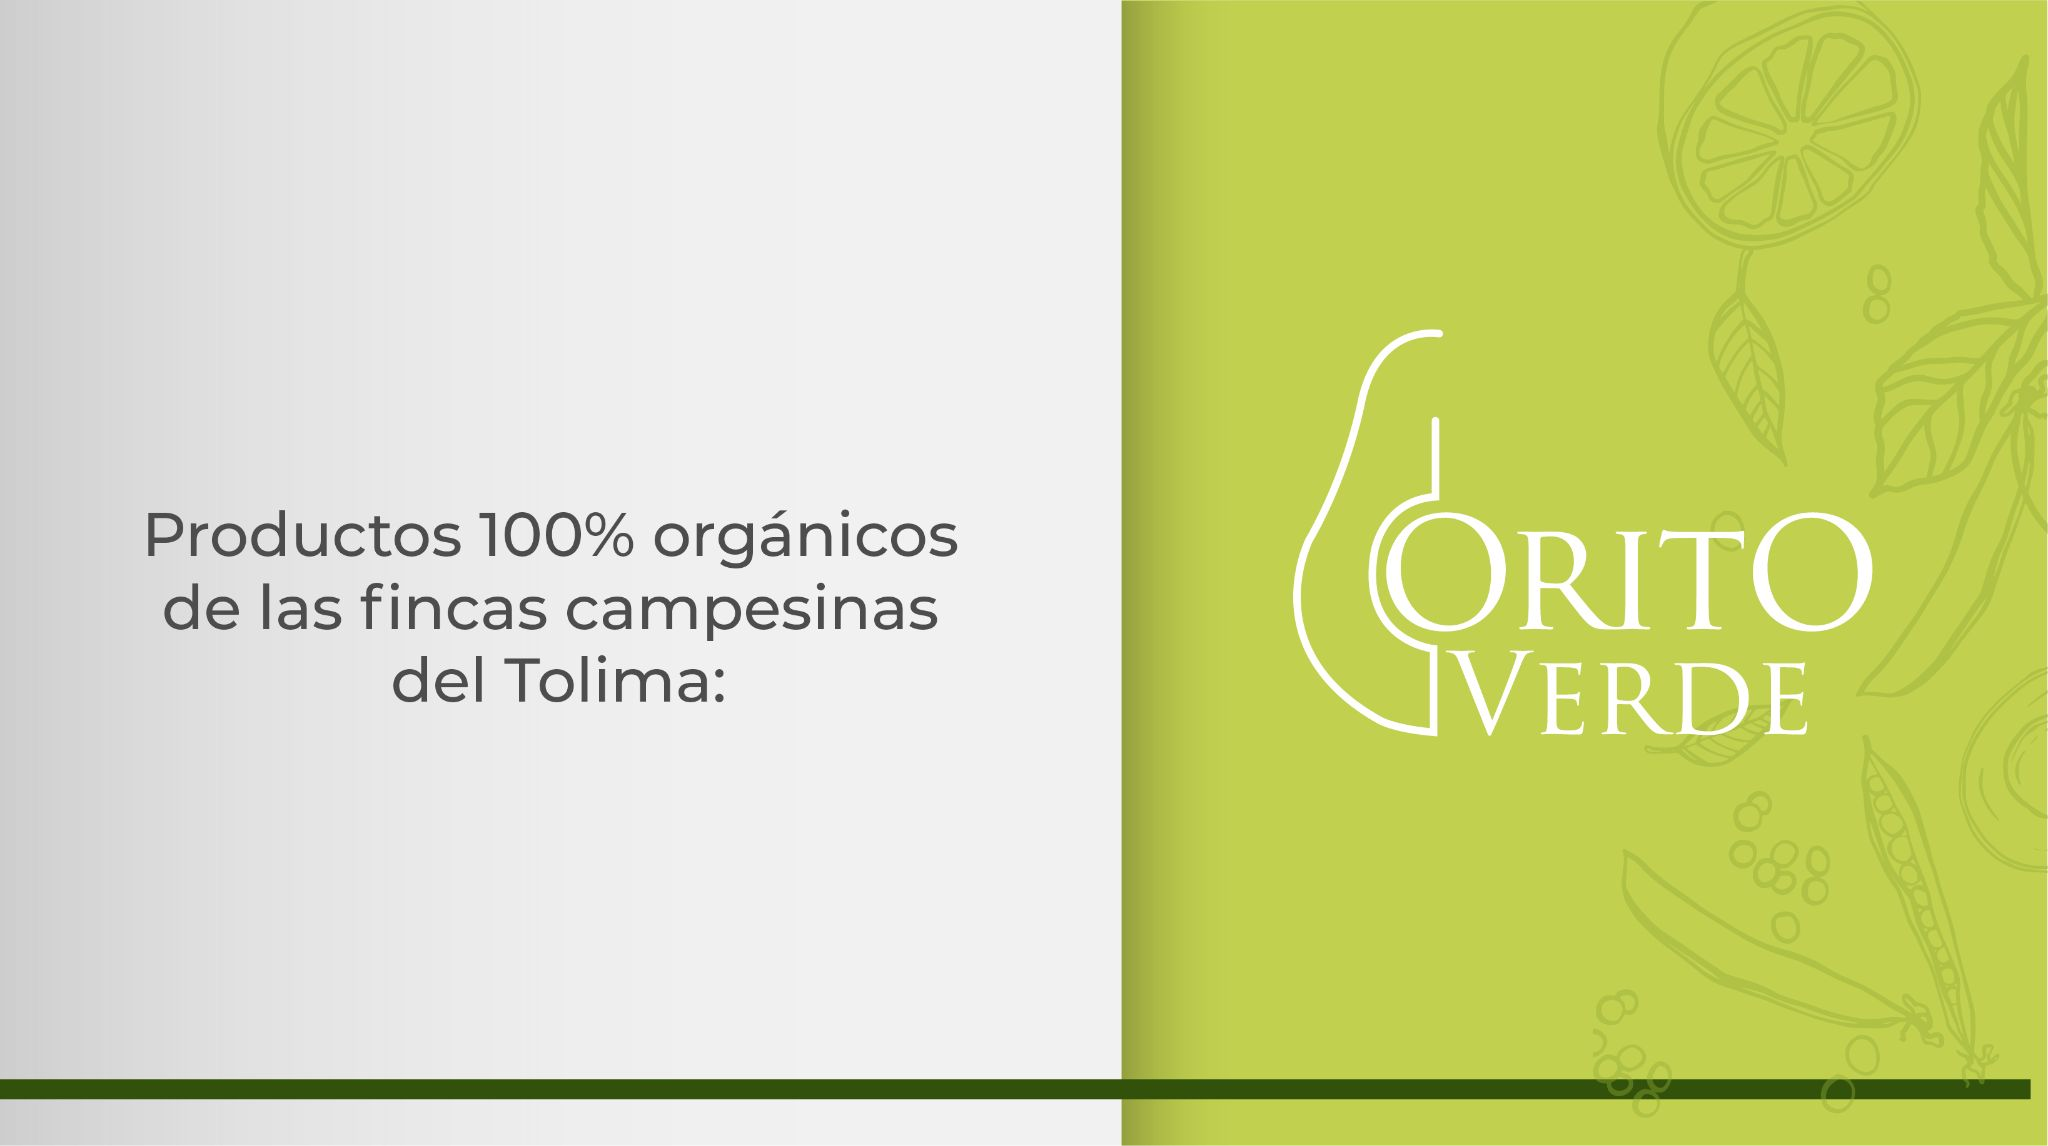 Productos 100% orgánicos
de las fincas campesinas
del Tolima:
ORITO
VERDE